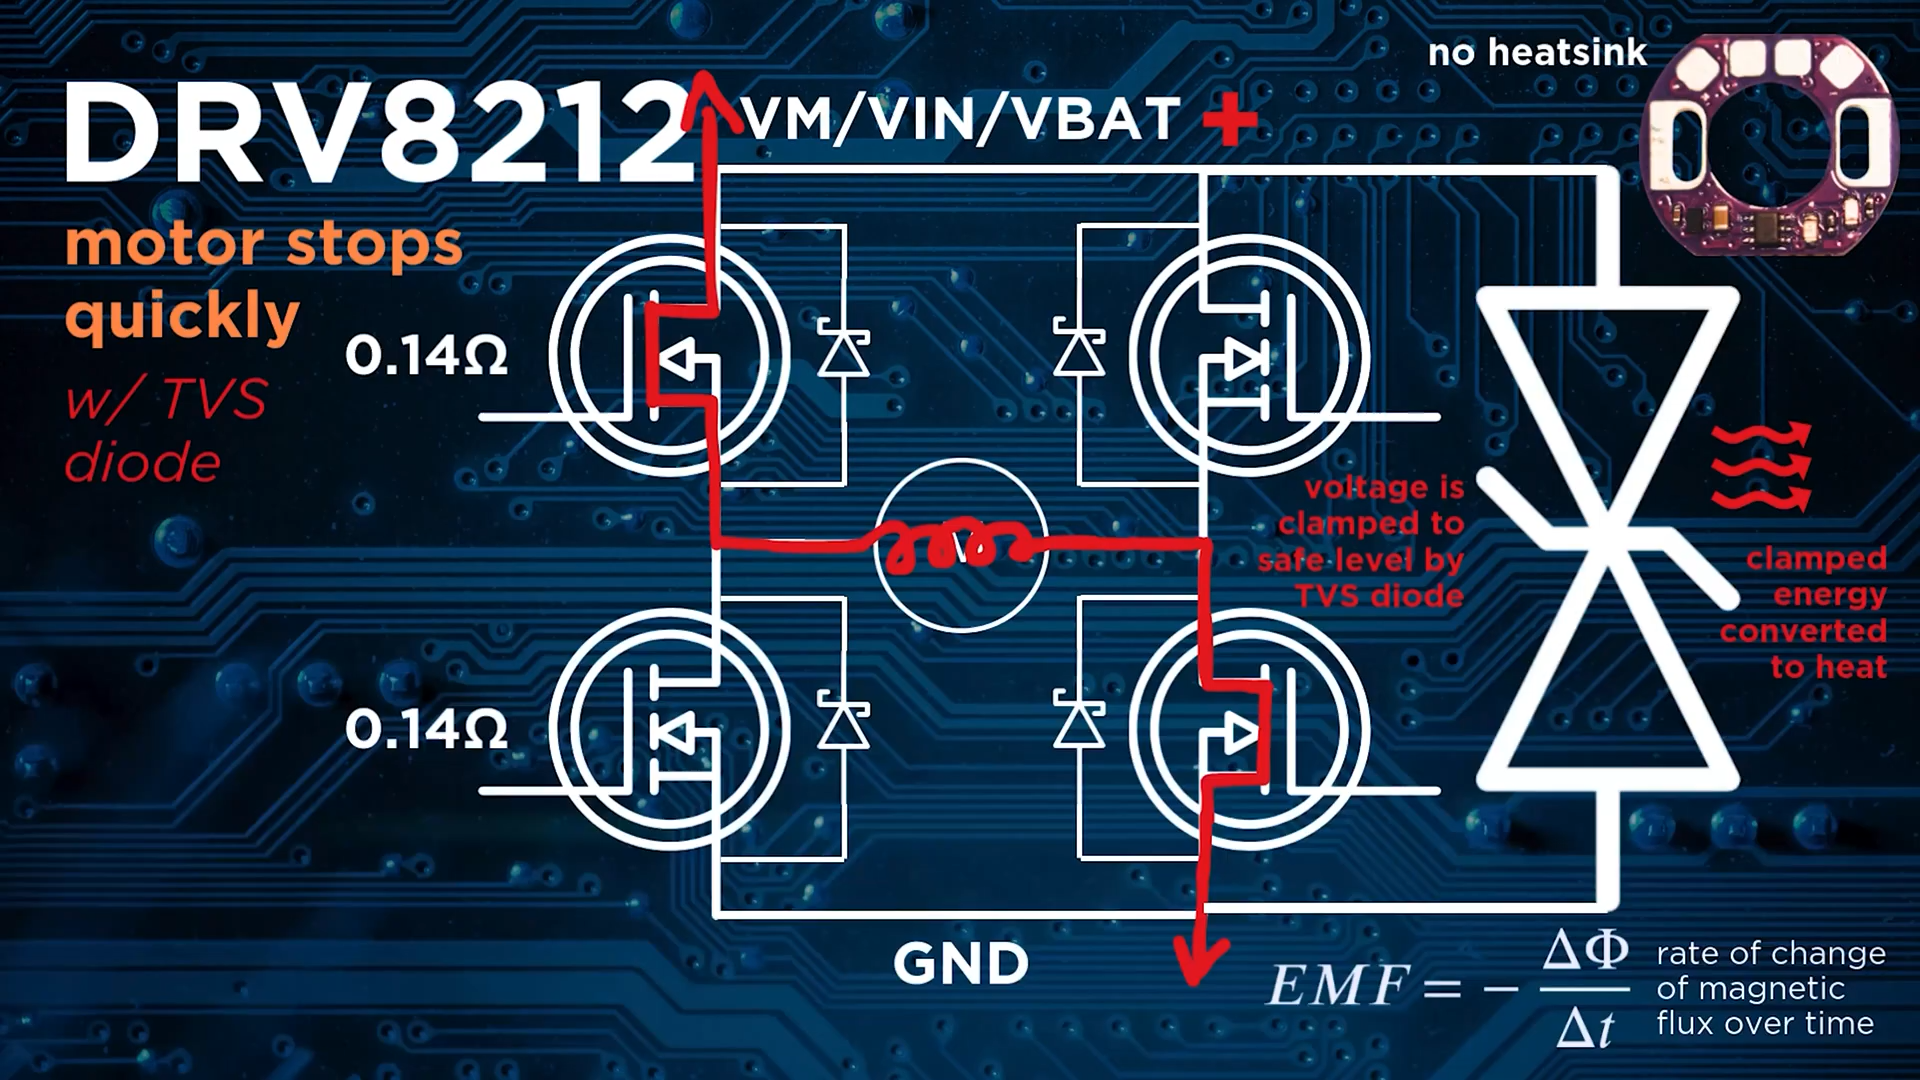 DRV8212
motor stops
quickly
w/ TVS
diode
VM/VIN/VBAT +
no heatsink
0.14Ω
0.14Ω
voltage is
clamped to
safe level by
TVS diode
clamped
energy
converted
to heat
GND
EMF = − ΔΦ
Δt
rate of change
of magnetic
flux over time